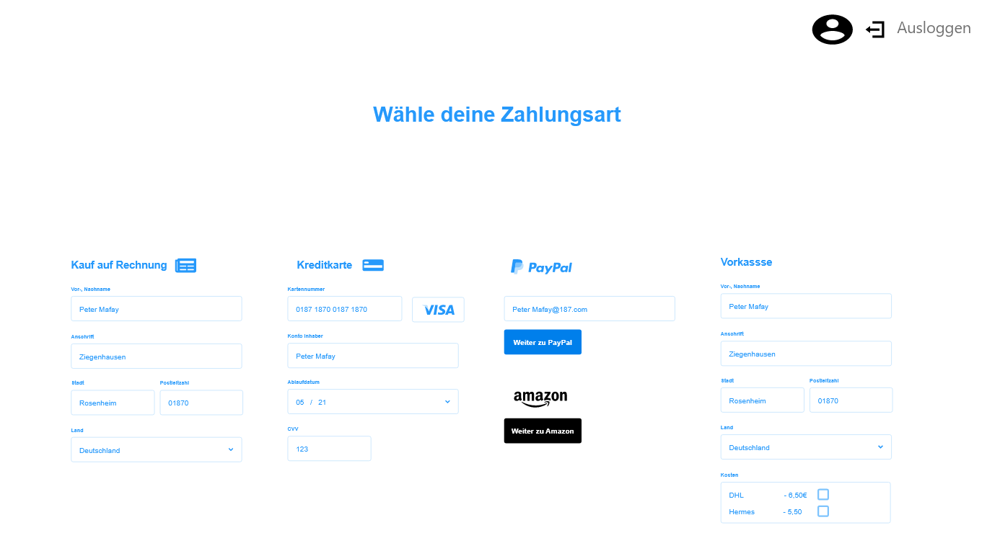 Ausloggen
Wähle deine Zahlungsart
Kauf auf Rechnung
Vor-, Nachname
Peter Mafay
Anschrift
Ziegenhausen
Stadt Postleitzahl
Rosenheim 01870
Land
Deutschland
Kreditkarte
Kartennummer
0187 1870 0187 1870 VISA
Konto Inhaber
Peter Mafay
Ablaufdatum
05 / 21
CVV
123
PayPal
Peter Mafay@187.com
Weiter zu PayPal
amazon
Weiter zu Amazon
Vorkassse
Vor-, Nachname
Peter Mafay
Anschrift
Ziegenhausen
Stadt Postleitzahl
Rosenheim 01870
Land
Deutschland
Kosten
DHL - 6,50€
Hermes - 5,50